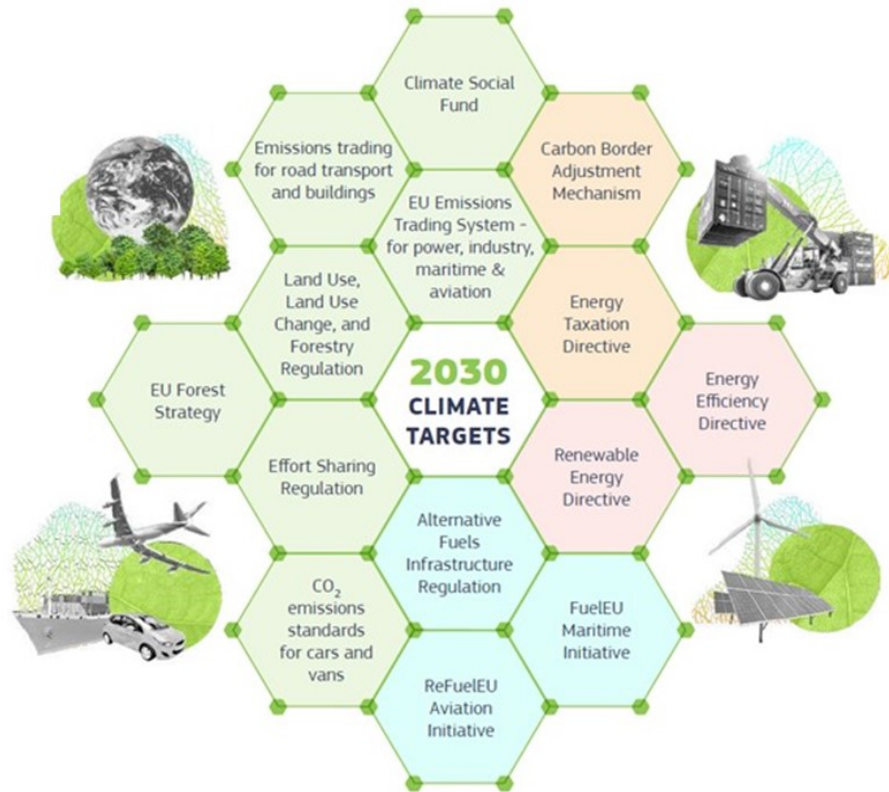 Climate Social
Fund
Emissions trading
for road transport
and buildings
Carbon Border
Adjustment
Mechanism
EU Emissions
Trading System -
for power, industry,
maritime &
aviation
Land Use,
Land Use
Change, and
Forestry
Regulation
Energy
Taxation
Directive
EU Forest
Strategy
2030
CLIMATE
TARGETS
Energy
Efficiency
Directive
Effort Sharing
Regulation
Renewable
Energy
Directive
Alternative
Fuels
Infrastructure
Regulation
CO₂
emissions
standards
for cars and
vans
FuelEU
Maritime
Initiative
ReFuelEU
Aviation
Initiative